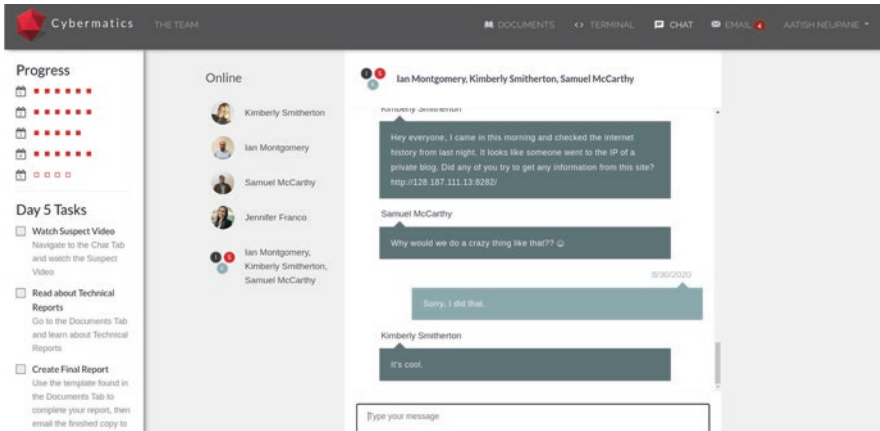 Cybermatics THE TEAM DOCUMENTS <> TERMINAL CHAT EMAIL 4 AATISH NEUPANE
Progress
Day 5 Tasks
Watch Suspect Video
Navigate to the Chat Tab
and watch the Suspect
Video
Read about Technical
Reports
Go to the Documents Tab
and learn about Technical
Reports
Create Final Report
Use the template found in
the Documents Tab to
complete your report, then
email the finished copy to
Online
Kimberly Smitherton
Ian Montgomery
Samuel McCarthy
Jennifer Franco
I S
K
Ian Montgomery,
Kimberly Smitherton,
Samuel McCarthy
I S
K
Ian Montgomery, Kimberly Smitherton, Samuel McCarthy
Kimberly Smitherton
Hey everyone, I came in this morning and checked the internet
history from last night. It looks like someone went to the IP of a
private blog. Did any of you try to get any information from this site?
http://128.187.111.13:8282/
Samuel McCarthy
Why would we do a crazy thing like that?? ☺
8/30/2020
Sorry, I did that.
Kimberly Smitherton
It's cool.
Type your message